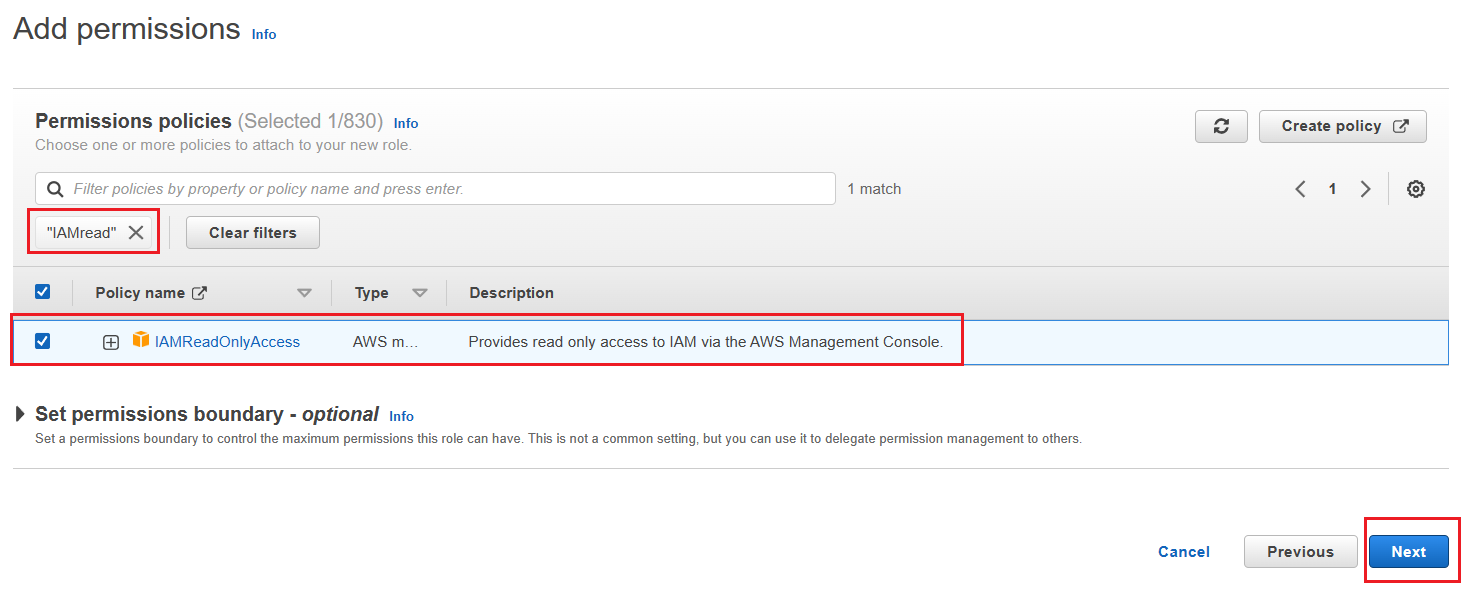 Add permissions Info
Permissions policies (Selected 1/830) Info
Create policy
Choose one or more policies to attach to your new role.
Filter policies by property or policy name and press enter.
1 match
1
"IAMread"
Clear filters
Policy name Type Description
IAMReadOnlyAccess AWS m... Provides read only access to IAM via the AWS Management Console.
Set permissions boundary - optional Info
Set a permissions boundary to control the maximum permissions this role can have. This is not a common setting, but you can use it to delegate permission management to others.
Cancel Previous Next